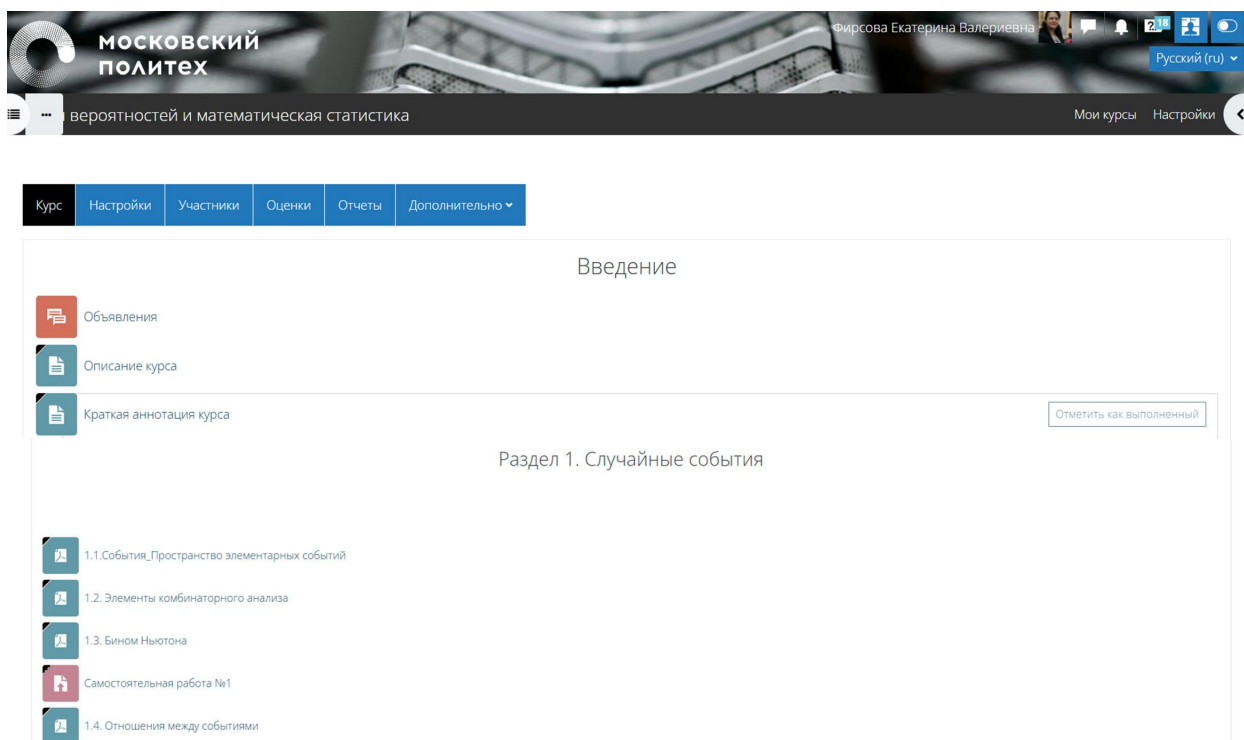 московский
политех
Фирсова Екатерина Валериевна
18
Русский (ru)
вероятностей и математическая статистика
Мои курсы Настройки
Курс Настройки Участники Оценки Отчеты Дополнительно
Введение
Объявления
Описание курса
Краткая аннотация курса
Отметить как выполненный
Раздел 1. Случайные события
1.1.События_Пространство элементарных событий
1.2. Элементы комбинаторного анализа
1.3. Бином Ньютона
Самостоятельная работа №1
1.4. Отношения между событиями